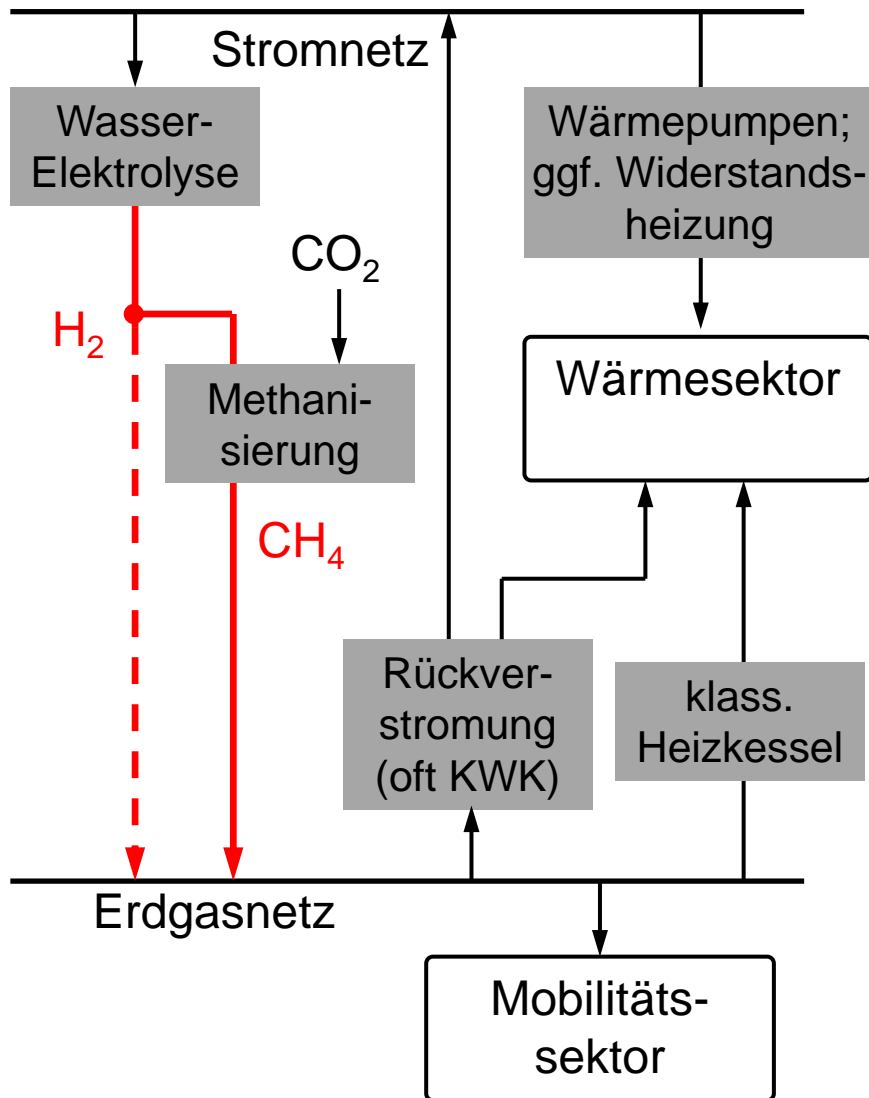 Stromnetz
Wasser-
Elektrolyse
Wärmepumpen;
ggf. Widerstands-
heizung
CO₂
H₂
Methani-
sierung
Wärmesektor
CH₄
Rückver-
stromung
(oft KWK)
klass.
Heizkessel
Erdgasnetz
Mobilitäts-
sektor